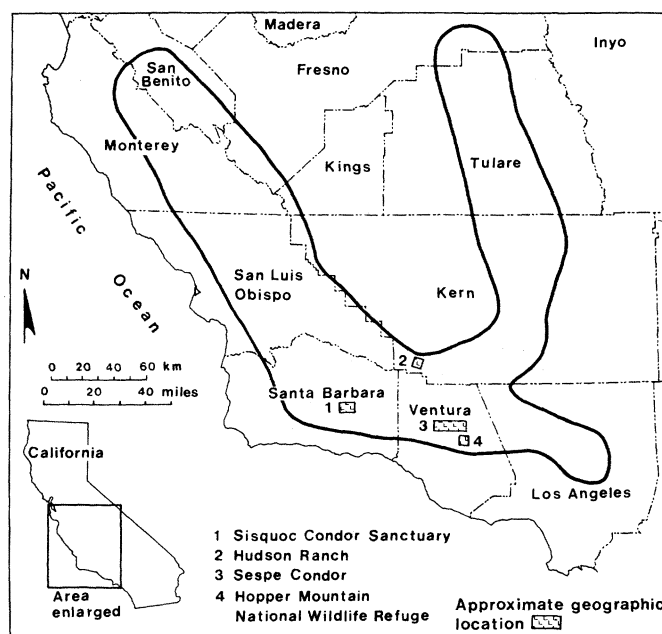 Madera
Inyo
San
Benito
Fresno
Monterey
Kings
Tulare
Pacific
Ocean
San Luis
Obispo
Kern
N
0 20 40 60 km
0 20 40
miles
2
Santa Barbara
1
Ventura
3
4
Los Angeles
California
Area
enlarged
1 Sisquoc Condor Sanctuary
2 Hudson Ranch
3 Sespe Condor
4 Hopper Mountain
National Wildlife Refuge
Approximate geographic
location